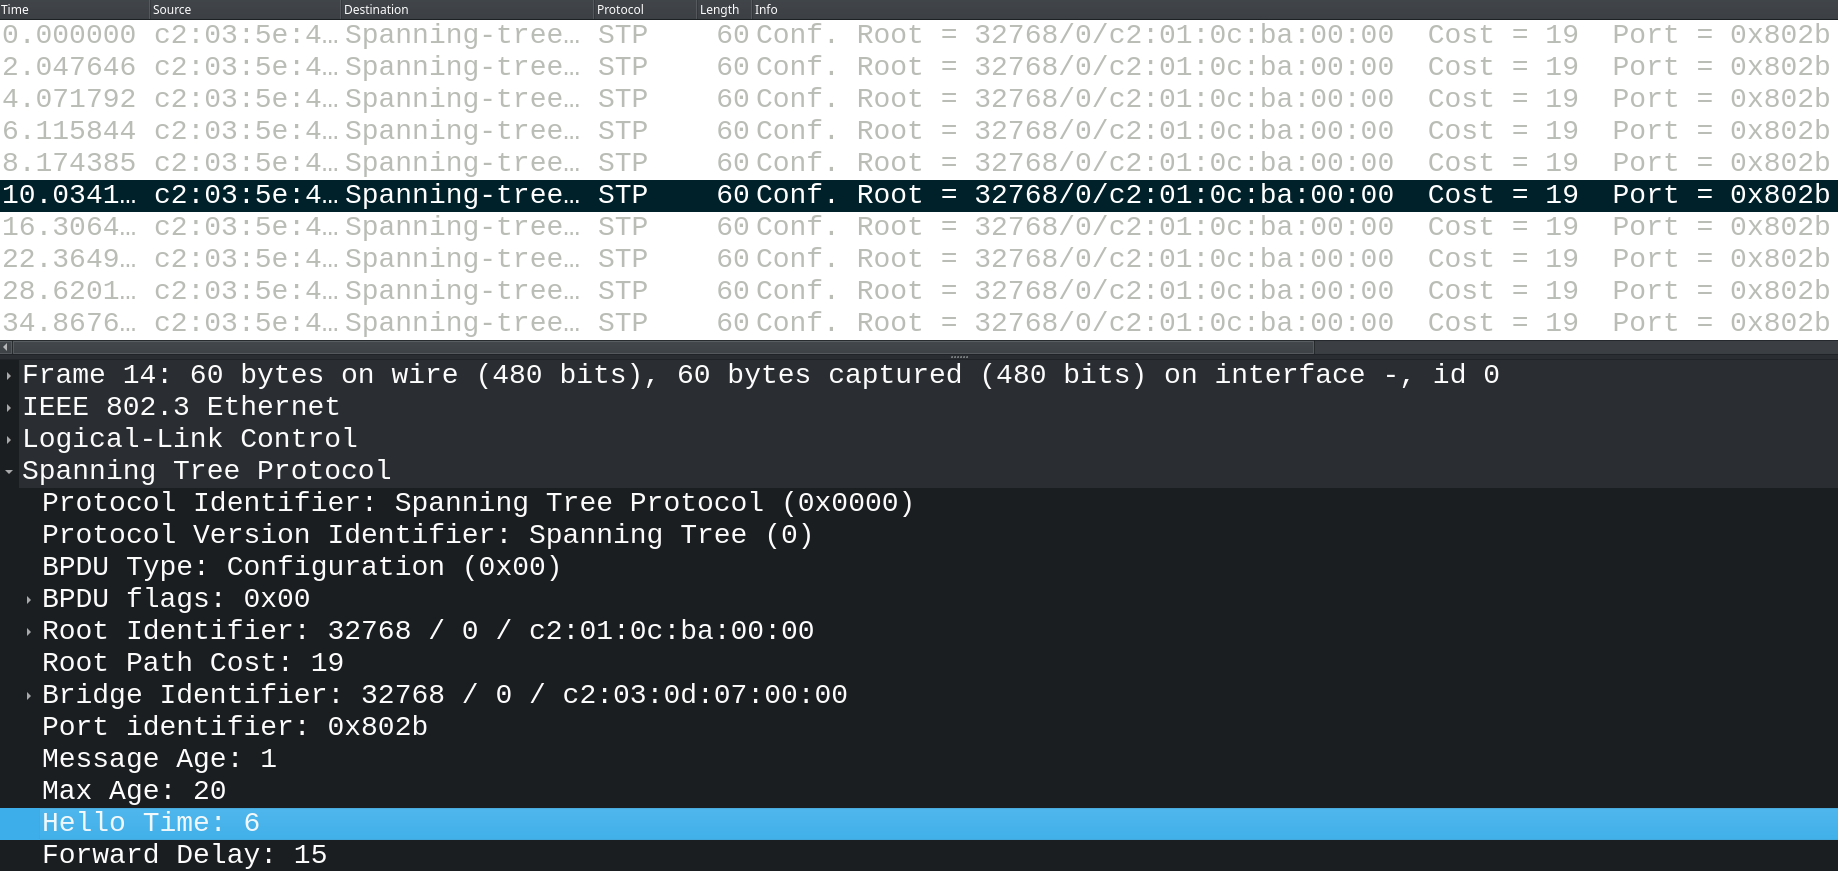 Time Source Destination Protocol Length Info
0.000000 c2:03:5e:4… Spanning-tree… STP 60 Conf. Root = 32768/0/c2:01:0c:ba:00:00 Cost = 19 Port = 0x802b
2.047646 c2:03:5e:4… Spanning-tree… STP 60 Conf. Root = 32768/0/c2:01:0c:ba:00:00 Cost = 19 Port = 0x802b
4.071792 c2:03:5e:4… Spanning-tree… STP 60 Conf. Root = 32768/0/c2:01:0c:ba:00:00 Cost = 19 Port = 0x802b
6.115844 c2:03:5e:4… Spanning-tree… STP 60 Conf. Root = 32768/0/c2:01:0c:ba:00:00 Cost = 19 Port = 0x802b
8.174385 c2:03:5e:4… Spanning-tree… STP 60 Conf. Root = 32768/0/c2:01:0c:ba:00:00 Cost = 19 Port = 0x802b
10.0341… c2:03:5e:4… Spanning-tree… STP 60 Conf. Root = 32768/0/c2:01:0c:ba:00:00 Cost = 19 Port = 0x802b
16.3064… c2:03:5e:4… Spanning-tree… STP 60 Conf. Root = 32768/0/c2:01:0c:ba:00:00 Cost = 19 Port = 0x802b
22.3649… c2:03:5e:4… Spanning-tree… STP 60 Conf. Root = 32768/0/c2:01:0c:ba:00:00 Cost = 19 Port = 0x802b
28.6201… c2:03:5e:4… Spanning-tree… STP 60 Conf. Root = 32768/0/c2:01:0c:ba:00:00 Cost = 19 Port = 0x802b
34.8676… c2:03:5e:4… Spanning-tree… STP 60 Conf. Root = 32768/0/c2:01:0c:ba:00:00 Cost = 19 Port = 0x802b
Frame 14: 60 bytes on wire (480 bits), 60 bytes captured (480 bits) on interface -, id 0
IEEE 802.3 Ethernet
Logical-Link Control
Spanning Tree Protocol
Protocol Identifier: Spanning Tree Protocol (0x0000)
Protocol Version Identifier: Spanning Tree (0)
BPDU Type: Configuration (0x00)
BPDU flags: 0x00
Root Identifier: 32768 / 0 / c2:01:0c:ba:00:00
Root Path Cost: 19
Bridge Identifier: 32768 / 0 / c2:03:0d:07:00:00
Port identifier: 0x802b
Message Age: 1
Max Age: 20
Hello Time: 6
Forward Delay: 15